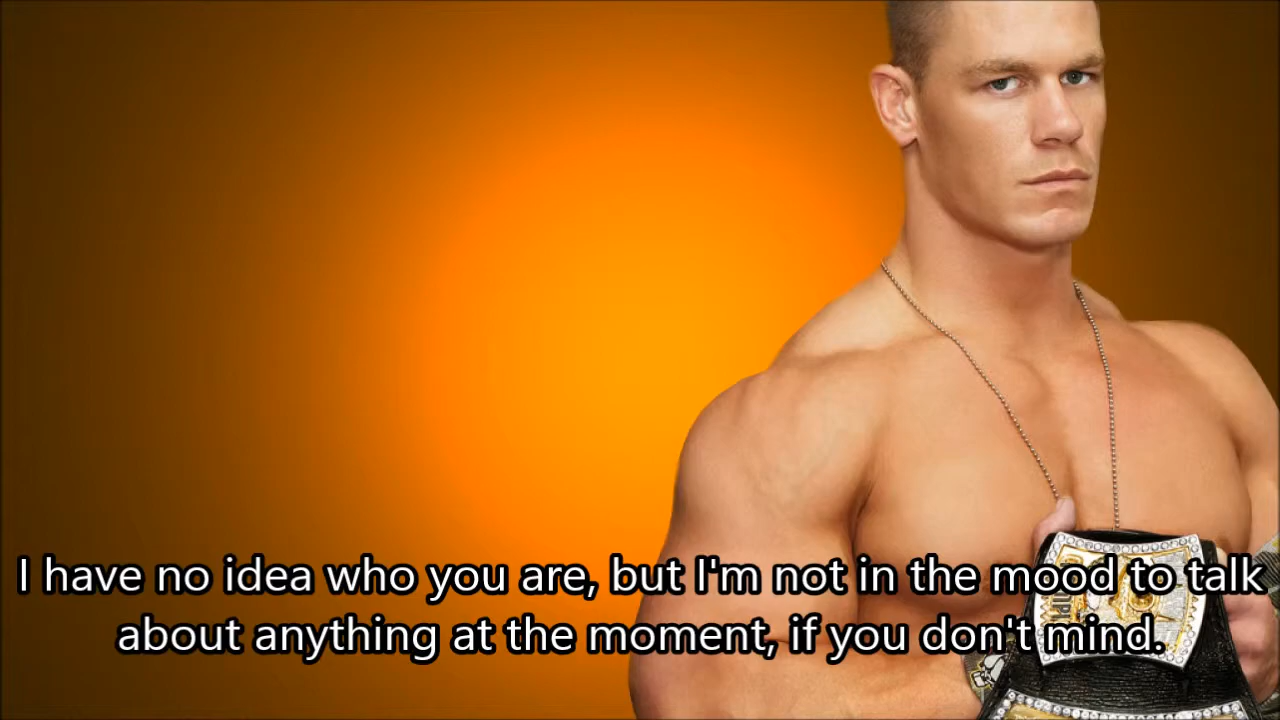 I have no idea who you are, but I'm not in the mood to talk
about anything at the moment, if you don't mind.